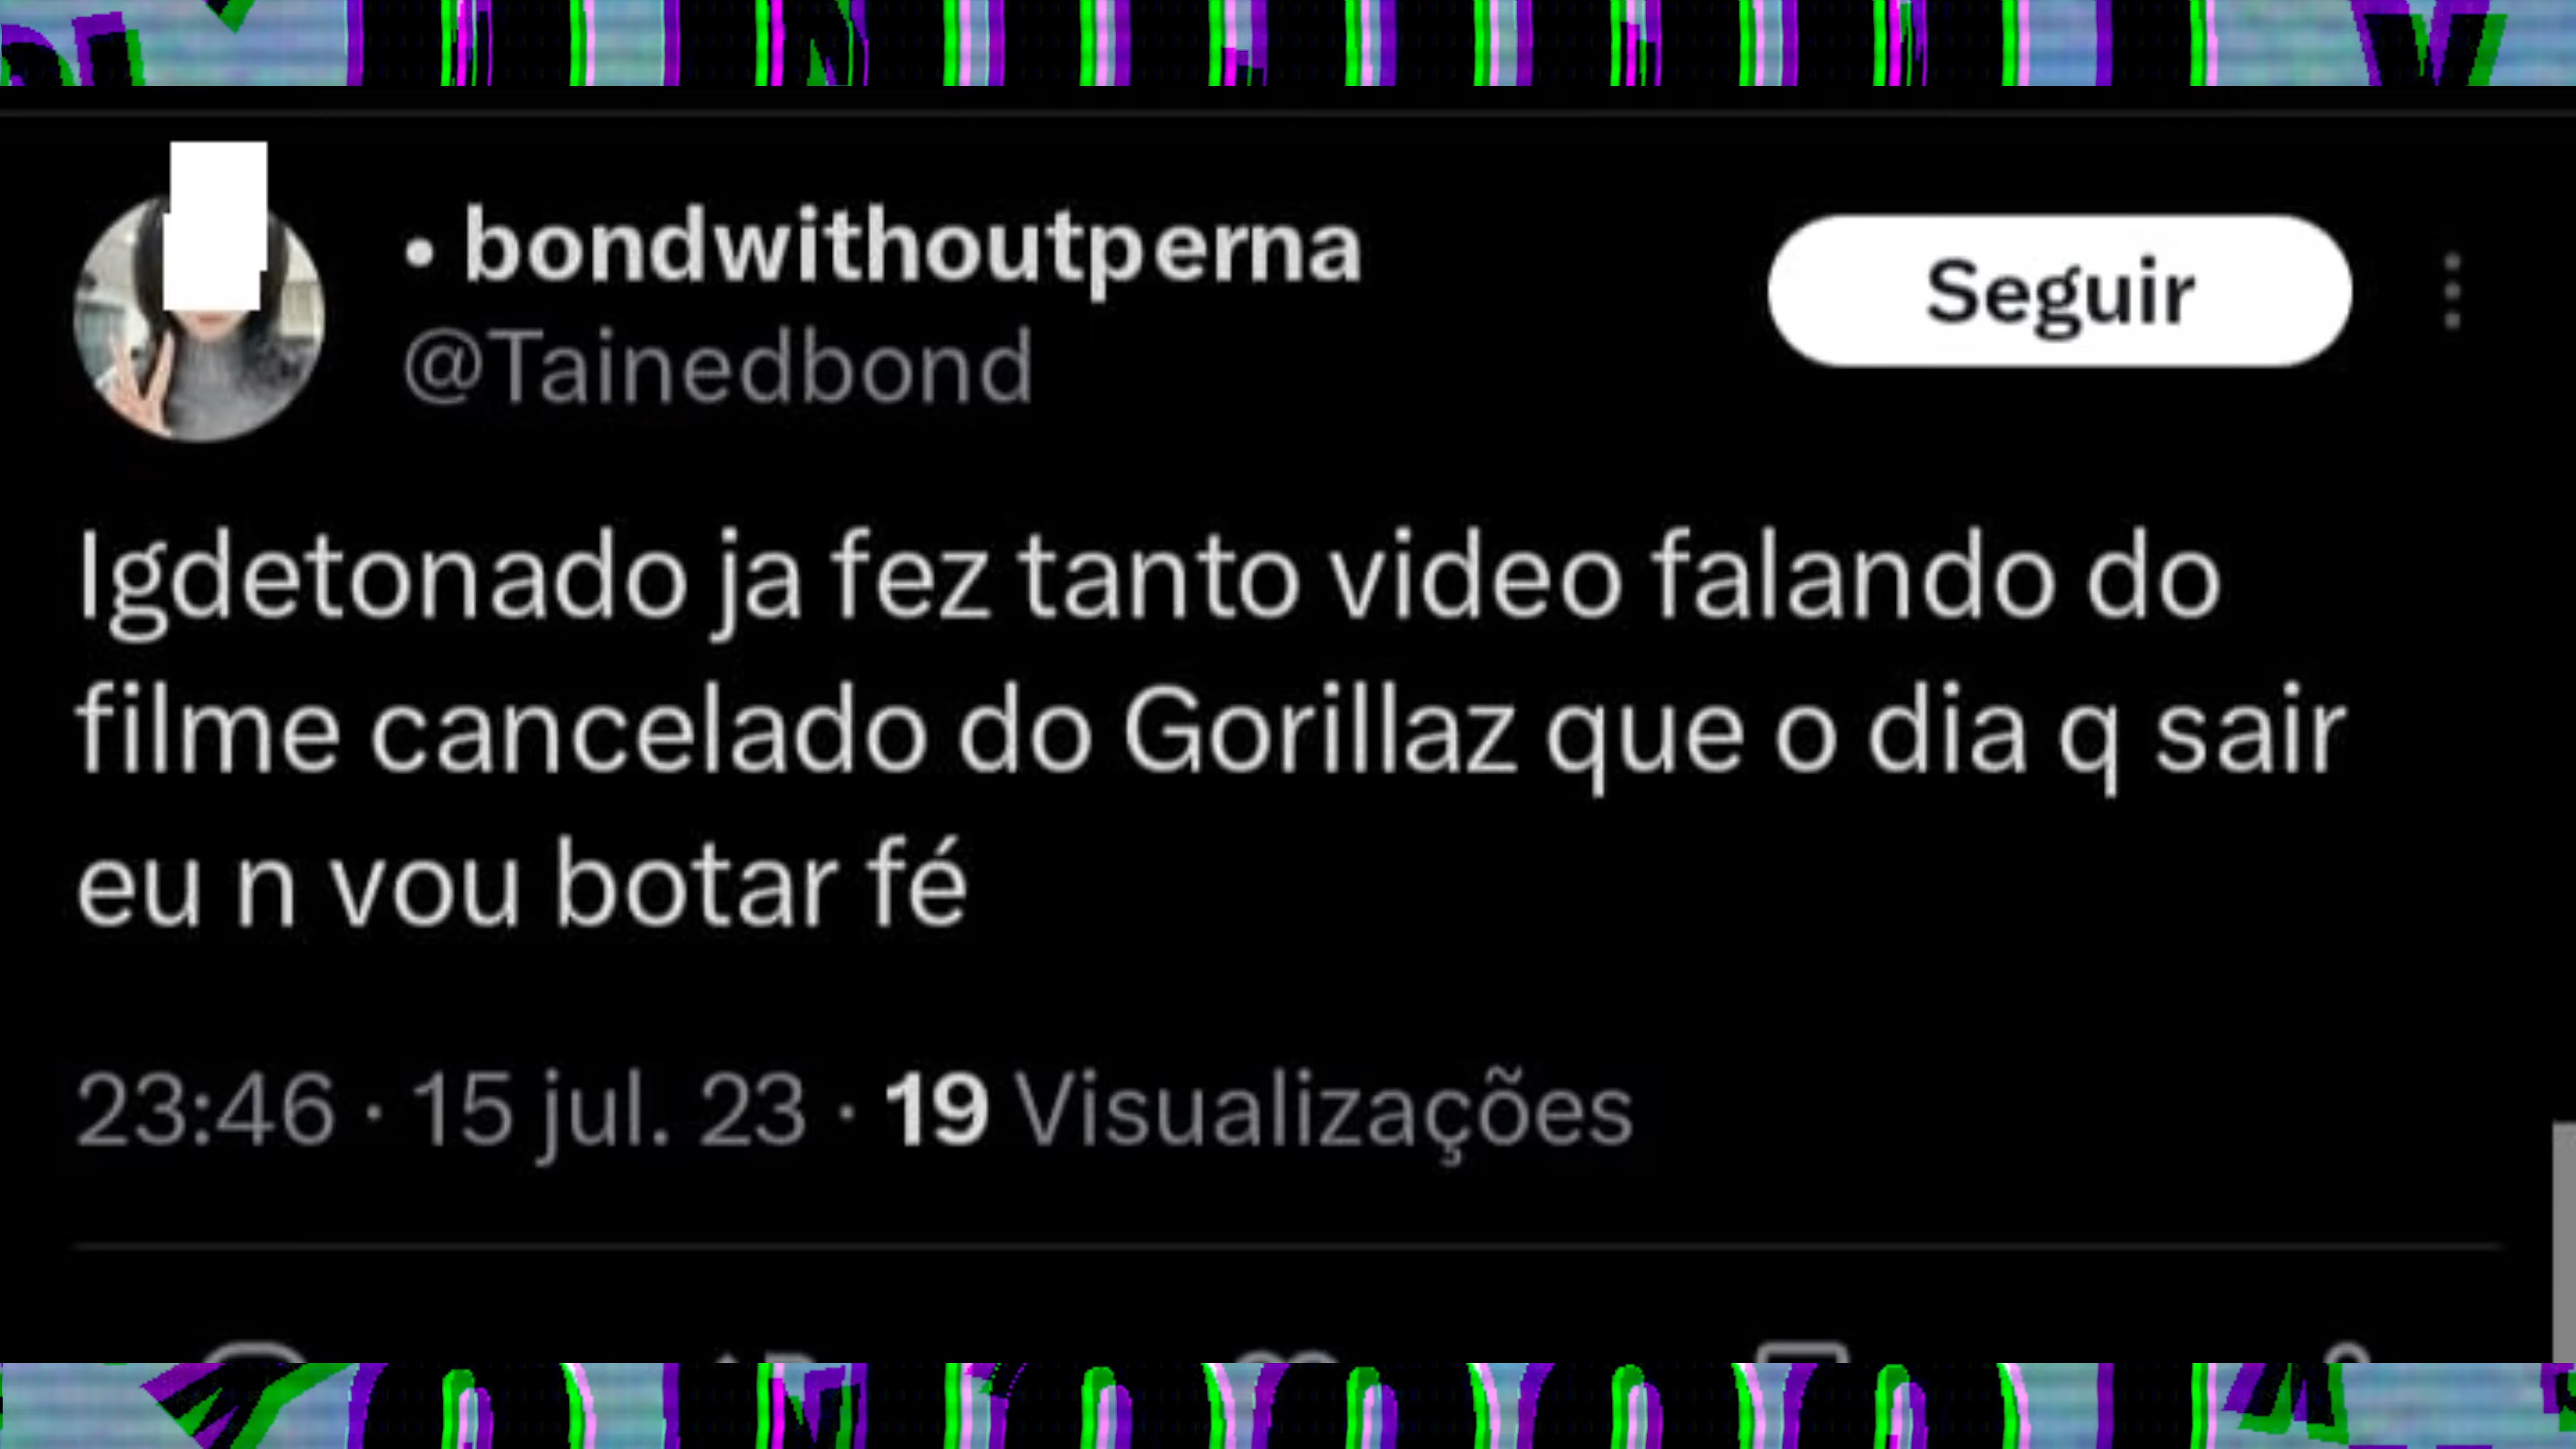 • bondwithoutperna
Seguir
@Tainedbond
Igdetonado ja fez tanto video falando do
filme cancelado do Gorillaz que o dia q sair
eu n vou botar fé
23:46 · 15 jul. 23 · 19 Visualizações